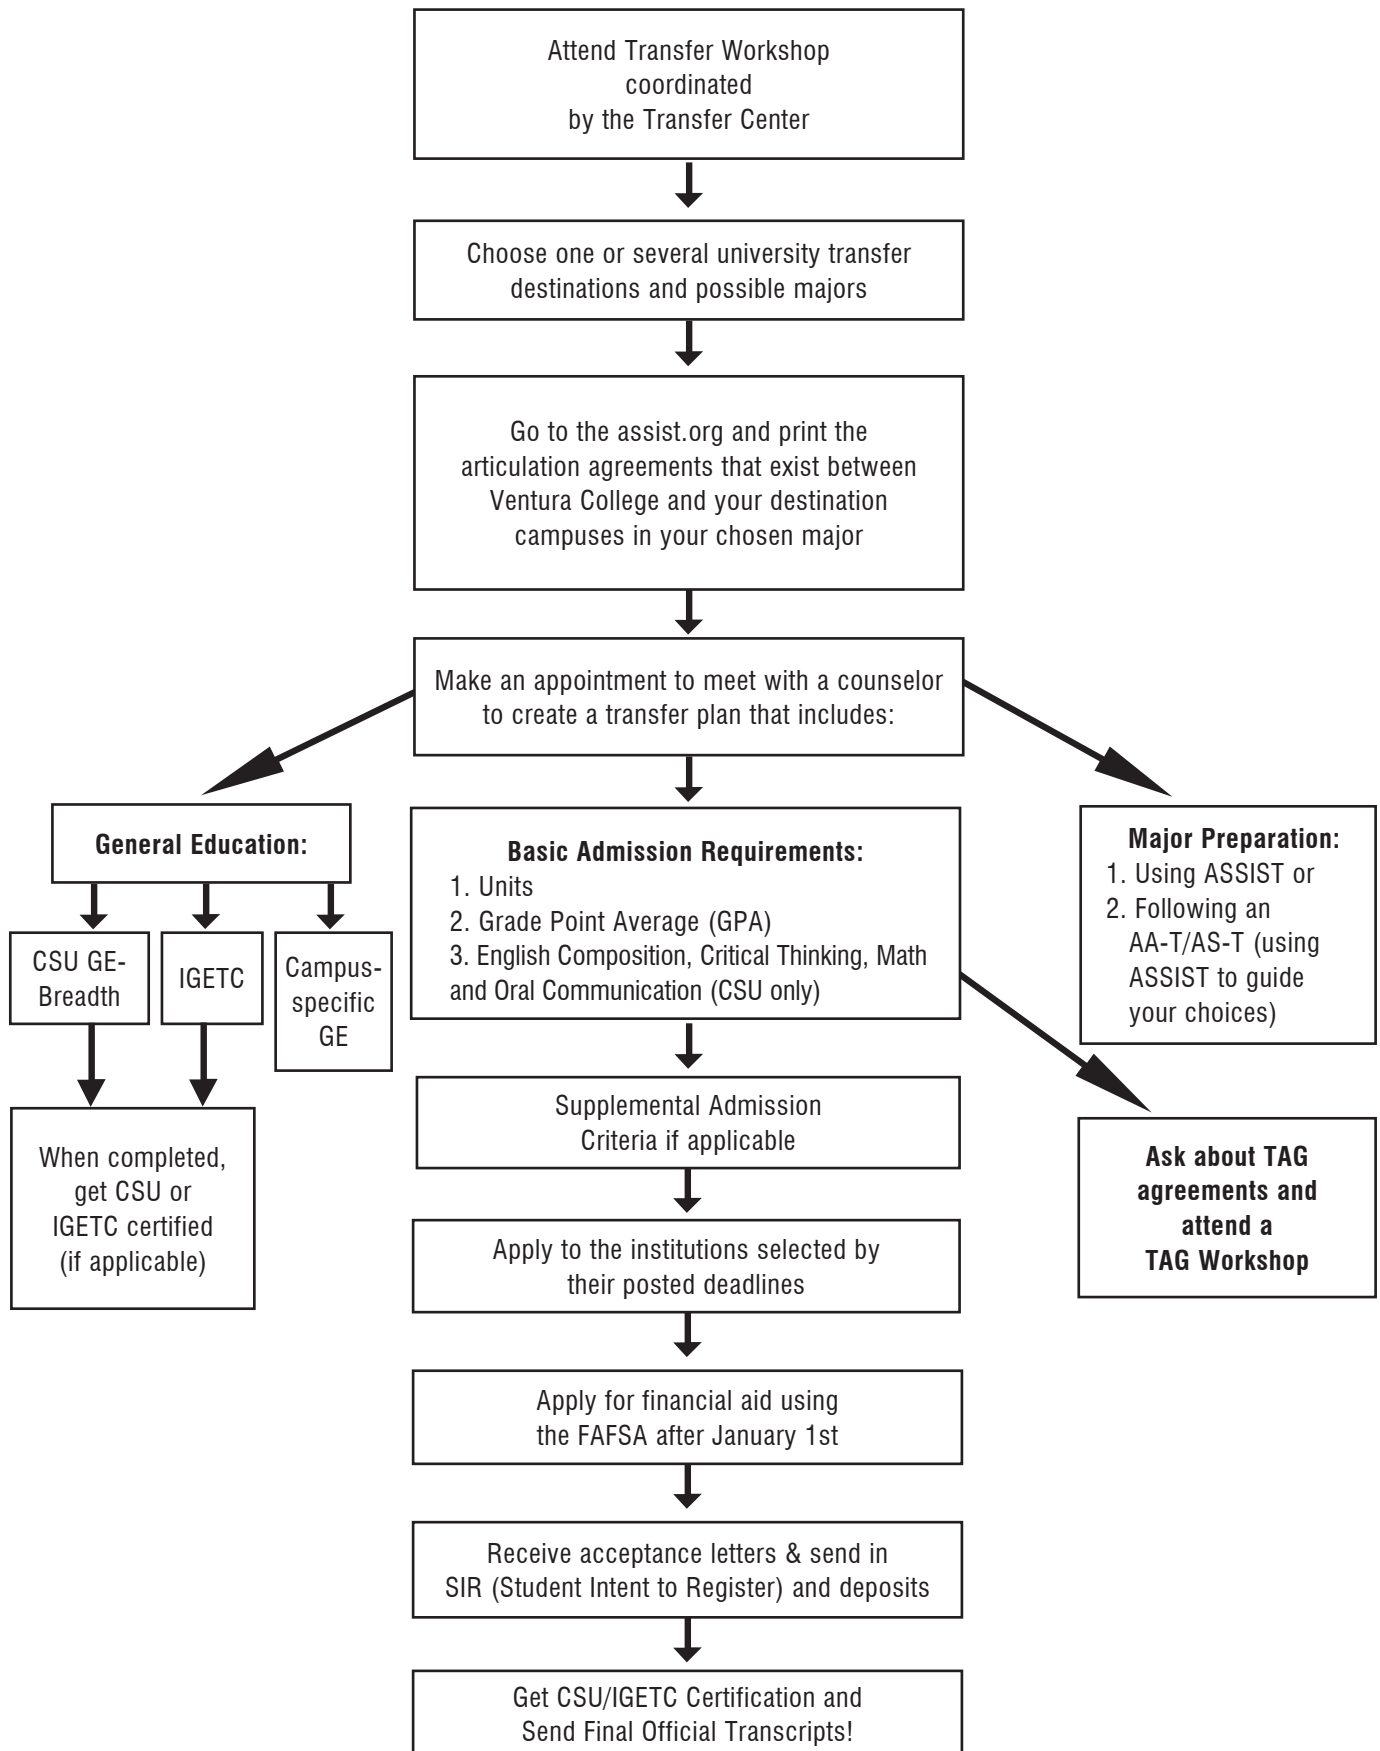 Attend Transfer Workshop
coordinated
by the Transfer Center
Choose one or several university transfer
destinations and possible majors
Go to the assist.org and print the
articulation agreements that exist between
Ventura College and your destination
campuses in your chosen major
Make an appointment to meet with a counselor
to create a transfer plan that includes:
General Education:
CSU GE-
Breadth
IGETC
Campus-
specific
GE
When completed,
get CSU or
IGETC certified
(if applicable)
Basic Admission Requirements:
1. Units
2. Grade Point Average (GPA)
3. English Composition, Critical Thinking, Math
and Oral Communication (CSU only)
Major Preparation:
1. Using ASSIST or
2. Following an
AA-T/AS-T (using
ASSIST to guide
your choices)
Ask about TAG
agreements and
attend a
TAG Workshop
Supplemental Admission
Criteria if applicable
Apply to the institutions selected by
their posted deadlines
Apply for financial aid using
the FAFSA after January 1st
Receive acceptance letters & send in
SIR (Student Intent to Register) and deposits
Get CSU/IGETC Certification and
Send Final Official Transcripts!